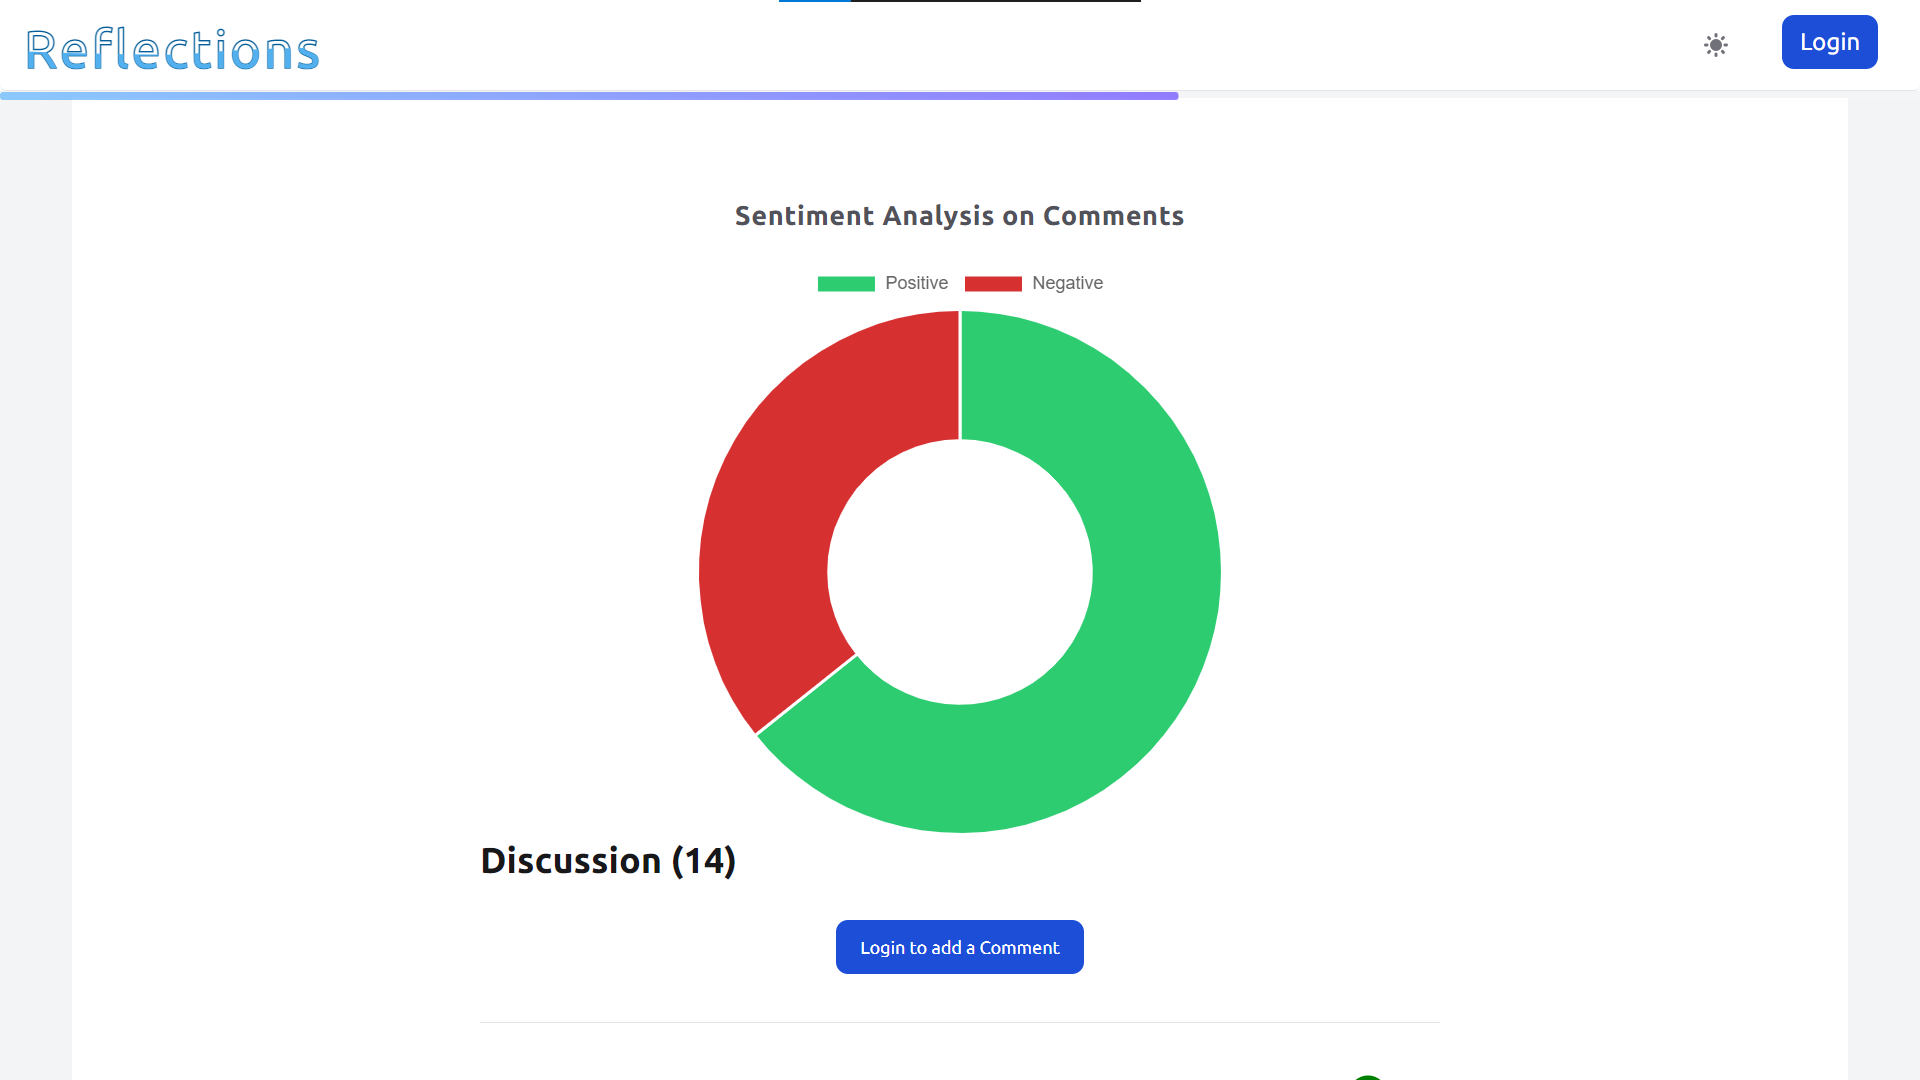 Reflections
Login
Sentiment Analysis on Comments
Positive Negative
Discussion (14)
Login to add a Comment